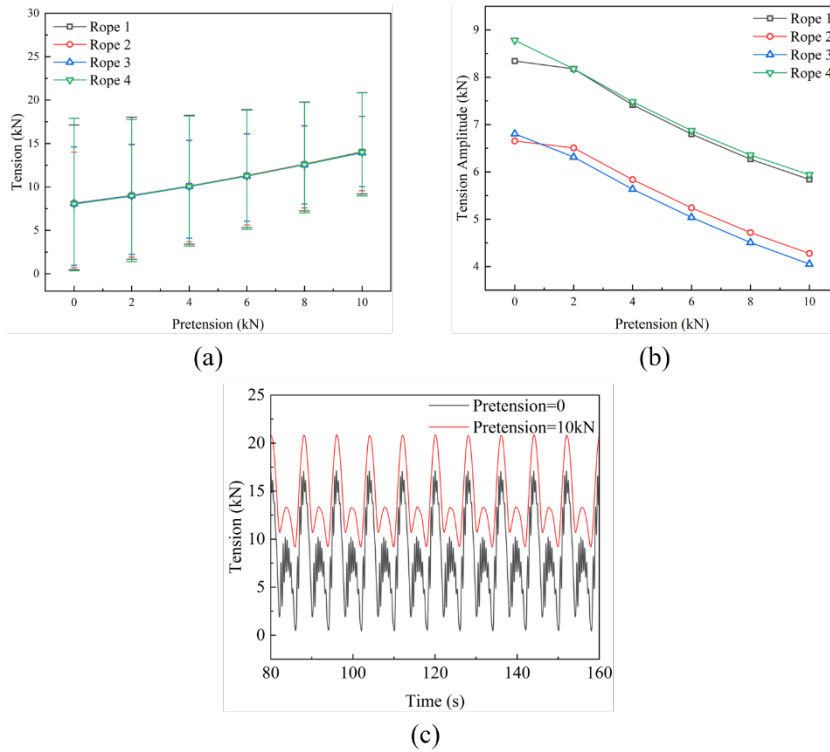 30
25
20
15
10
5
0
Tension (kN)
Rope 1
Rope 2
Rope 3
Rope 4
0 2 4 6 8 10
Pretension (kN)
(a)
9
8
7
6
5
4
Tension Amplitude (kN)
Rope 1
Rope 2
Rope 3
Rope 4
0 2 4 6 8 10
Pretension (kN)
(b)
25
20
15
10
5
0
Tension (kN)
Pretension=0
Pretension=10kN
80 100 120 140 160
Time (s)
(c)